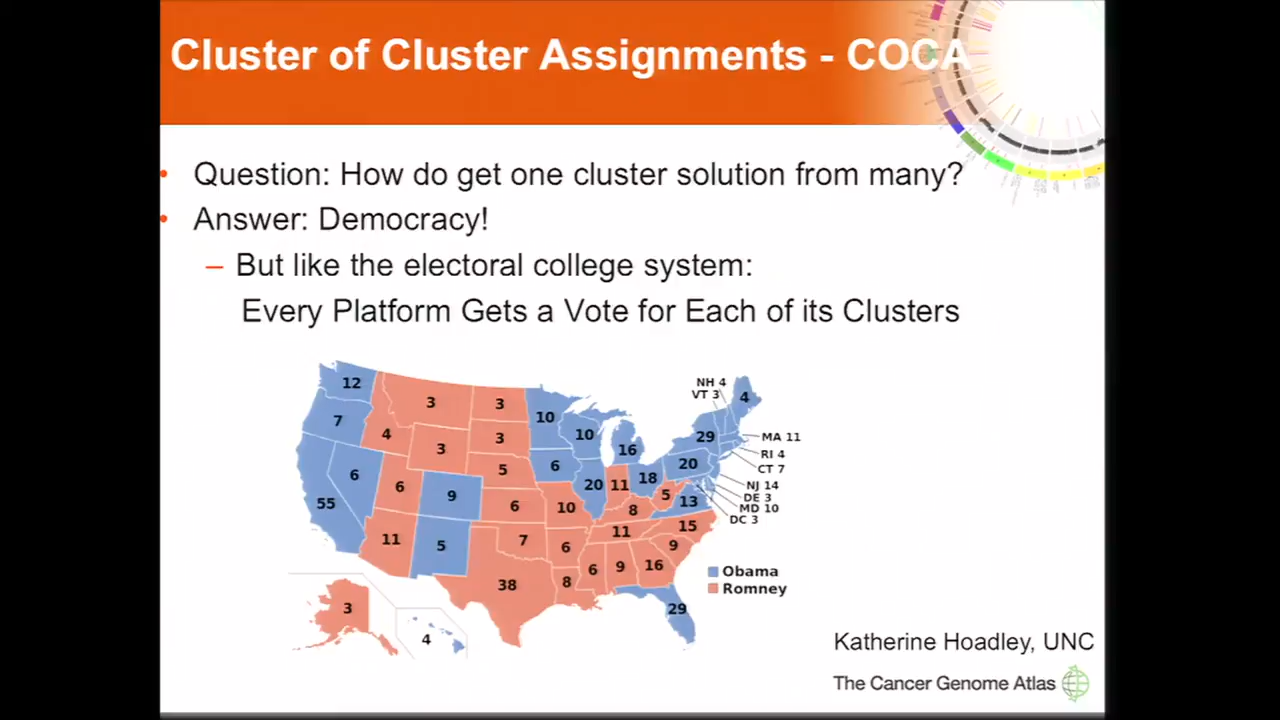 Cluster of Cluster Assignments - COCA
• Question: How do get one cluster solution from many?
• Answer: Democracy!
– But like the electoral college system:
Every Platform Gets a Vote for Each of its Clusters
12
7
6
55
4
3
3
6
9
11
5
3
3
5
6
7
38
10
6
10
6
8
10
20
16
11
18
8
11
6
9
16
5
13
15
9
29
20
29
4
NH 4
VT 3
MA 11
RI 4
CT 7
NJ 14
DE 3
MD 10
DC 3
3
4
Obama
Romney
Katherine Hoadley, UNC
The Cancer Genome Atlas